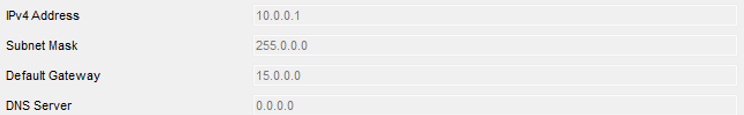 IPv4 Address 10.0.0.1
Subnet Mask 255.0.0.0
Default Gateway 15.0.0.0
DNS Server 0.0.0.0